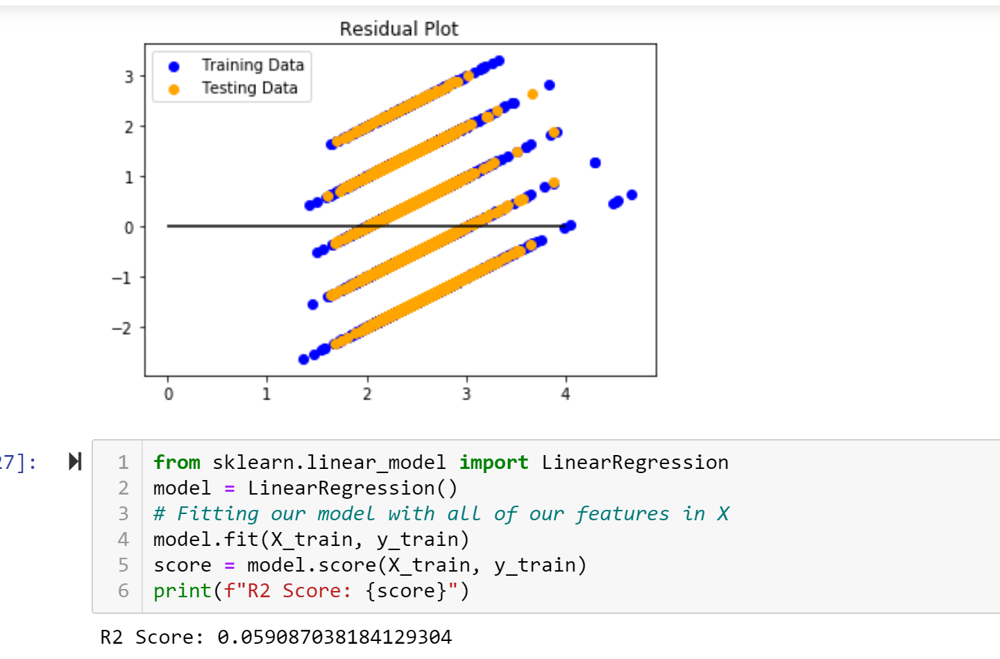 Residual Plot
Training Data
Testing Data
3
2
1
0
−1
−2
0 1 2 3 4
27]:
1 from sklearn.linear_model import LinearRegression
2 model = LinearRegression()
3 # Fitting our model with all of our features in X
4 model.fit(X_train, y_train)
5 score = model.score(X_train, y_train)
6 print(f"R2 Score: {score}")
R2 Score: 0.059087038184129304